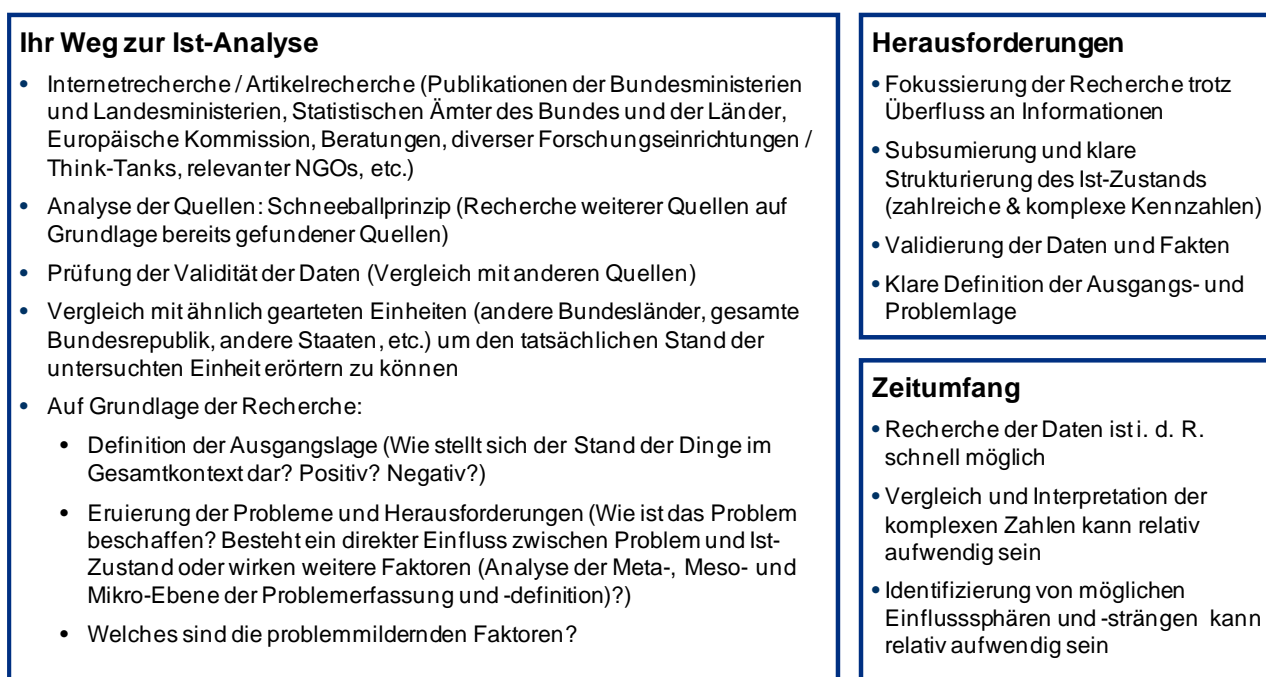 Ihr Weg zur Ist-Analyse
• Internetrecherche / Artikelrecherche (Publikationen der Bundesministerien
und Landesministerien, Statistischen Ämter des Bundes und der Länder,
Europäische Kommission, Beratungen, diverser Forschungseinrichtungen /
Think-Tanks, relevanter NGOs, etc.)
• Analyse der Quellen: Schneeballprinzip (Recherche weiterer Quellen auf
Grundlage bereits gefundener Quellen)
• Prüfung der Validität der Daten (Vergleich mit anderen Quellen)
• Vergleich mit ähnlich gearteten Einheiten (andere Bundesländer, gesamte
Bundesrepublik, andere Staaten, etc.) um den tatsächlichen Stand der
untersuchten Einheit erörtern zu können
• Auf Grundlage der Recherche:
• Definition der Ausgangslage (Wie stellt sich der Stand der Dinge im
Gesamtkontext dar? Positiv? Negativ?)
• Eruierung der Probleme und Herausforderungen (Wie ist das Problem
beschaffen? Besteht ein direkter Einfluss zwischen Problem und Ist-
Zustand oder wirken weitere Faktoren (Analyse der Meta-, Meso- und
Mikro-Ebene der Problemerfassung und -definition)?)
• Welches sind die problemmildernden Faktoren?
Herausforderungen
• Fokussierung der Recherche trotz
Überfluss an Informationen
• Subsumierung und klare
Strukturierung des Ist-Zustands
(zahlreiche & komplexe Kennzahlen)
• Validierung der Daten und Fakten
• Klare Definition der Ausgangs- und
Problemlage
Zeitumfang
• Recherche der Daten ist i. d. R.
schnell möglich
• Vergleich und Interpretation der
komplexen Zahlen kann relativ
aufwendig sein
• Identifizierung von möglichen
Einflusssphären und -strängen kann
relativ aufwendig sein